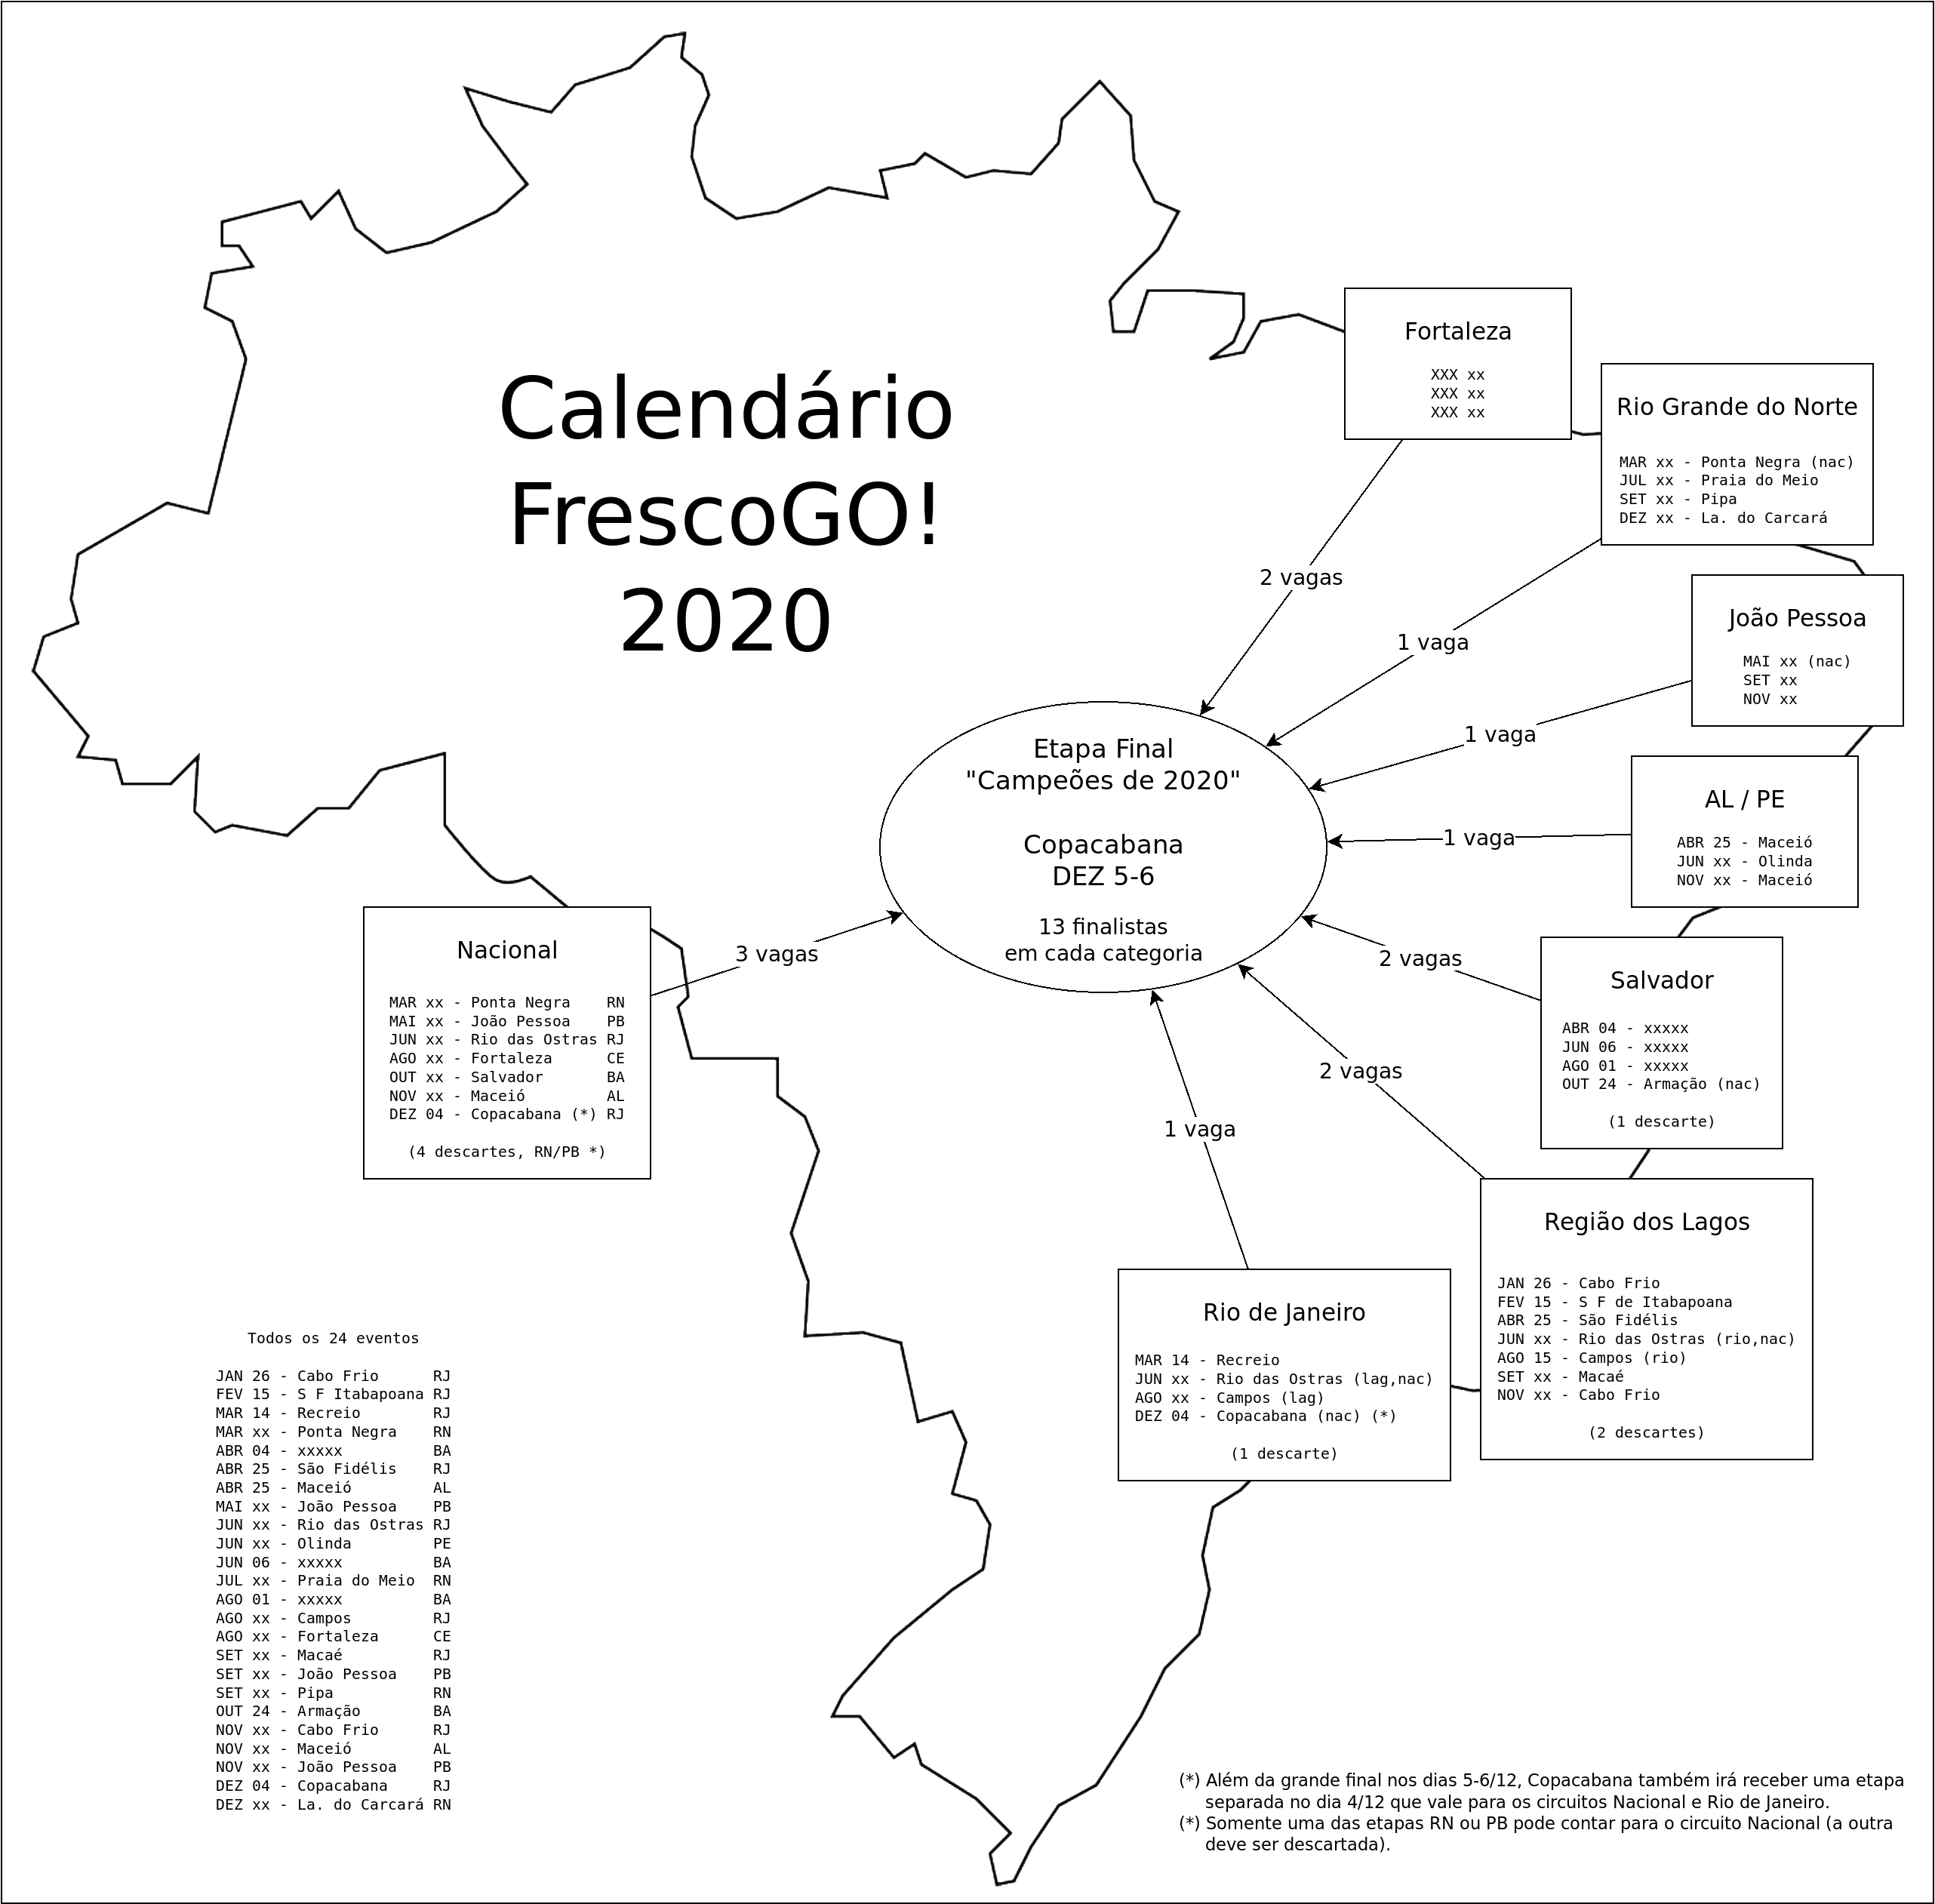 Calendário
FrescoGO!
2020
Fortaleza
XXX xx
XXX xx
XXX xx
Rio Grande do Norte
MAR xx - Ponta Negra (nac)
JUL xx - Praia do Meio
SET xx - Pipa
DEZ xx - La. do Carcará
João Pessoa
MAI xx (nac)
SET xx
NOV xx
AL / PE
ABR 25 - Maceió
JUN xx - Olinda
NOV xx - Maceió
Salvador
ABR 04 - xxxxx
JUN 06 - xxxxx
AGO 01 - xxxxx
OUT 24 - Armação (nac)
(1 descarte)
Região dos Lagos
JAN 26 - Cabo Frio
FEV 15 - S F de Itabapoana
ABR 25 - São Fidélis
JUN xx - Rio das Ostras (rio,nac)
AGO 15 - Campos (rio)
SET xx - Macaé
NOV xx - Cabo Frio
(2 descartes)
Rio de Janeiro
MAR 14 - Recreio
JUN xx - Rio das Ostras (lag,nac)
AGO xx - Campos (lag)
DEZ 04 - Copacabana (nac) (*)
(1 descarte)
2 vagas
1 vaga
1 vaga
1 vaga
2 vagas
2 vagas
1 vaga
3 vagas
Etapa Final
"Campeões de 2020"
Copacabana
DEZ 5-6
13 finalistas
em cada categoria
Nacional
MAR xx - Ponta Negra    RN
MAI xx - João Pessoa    PB
JUN xx - Rio das Ostras RJ
AGO xx - Fortaleza      CE
OUT xx - Salvador       BA
NOV xx - Maceió         AL
DEZ 04 - Copacabana (*) RJ
(4 descartes, RN/PB *)
Todos os 24 eventos
JAN 26 - Cabo Frio      RJ
FEV 15 - S F Itabapoana RJ
MAR 14 - Recreio        RJ
MAR xx - Ponta Negra    RN
ABR 04 - xxxxx          BA
ABR 25 - São Fidélis    RJ
ABR 25 - Maceió         AL
MAI xx - João Pessoa    PB
JUN xx - Rio das Ostras RJ
JUN xx - Olinda         PE
JUN 06 - xxxxx          BA
JUL xx - Praia do Meio  RN
AGO 01 - xxxxx          BA
AGO xx - Campos         RJ
AGO xx - Fortaleza      CE
SET xx - Macaé          RJ
SET xx - João Pessoa    PB
SET xx - Pipa           RN
OUT 24 - Armação        BA
NOV xx - Cabo Frio      RJ
NOV xx - Maceió         AL
NOV xx - João Pessoa    PB
DEZ 04 - Copacabana     RJ
DEZ xx - La. do Carcará RN
(*) Além da grande final nos dias 5-6/12, Copacabana também irá receber uma etapa
separada no dia 4/12 que vale para os circuitos Nacional e Rio de Janeiro.
(*) Somente uma das etapas RN ou PB pode contar para o circuito Nacional (a outra
deve ser descartada).